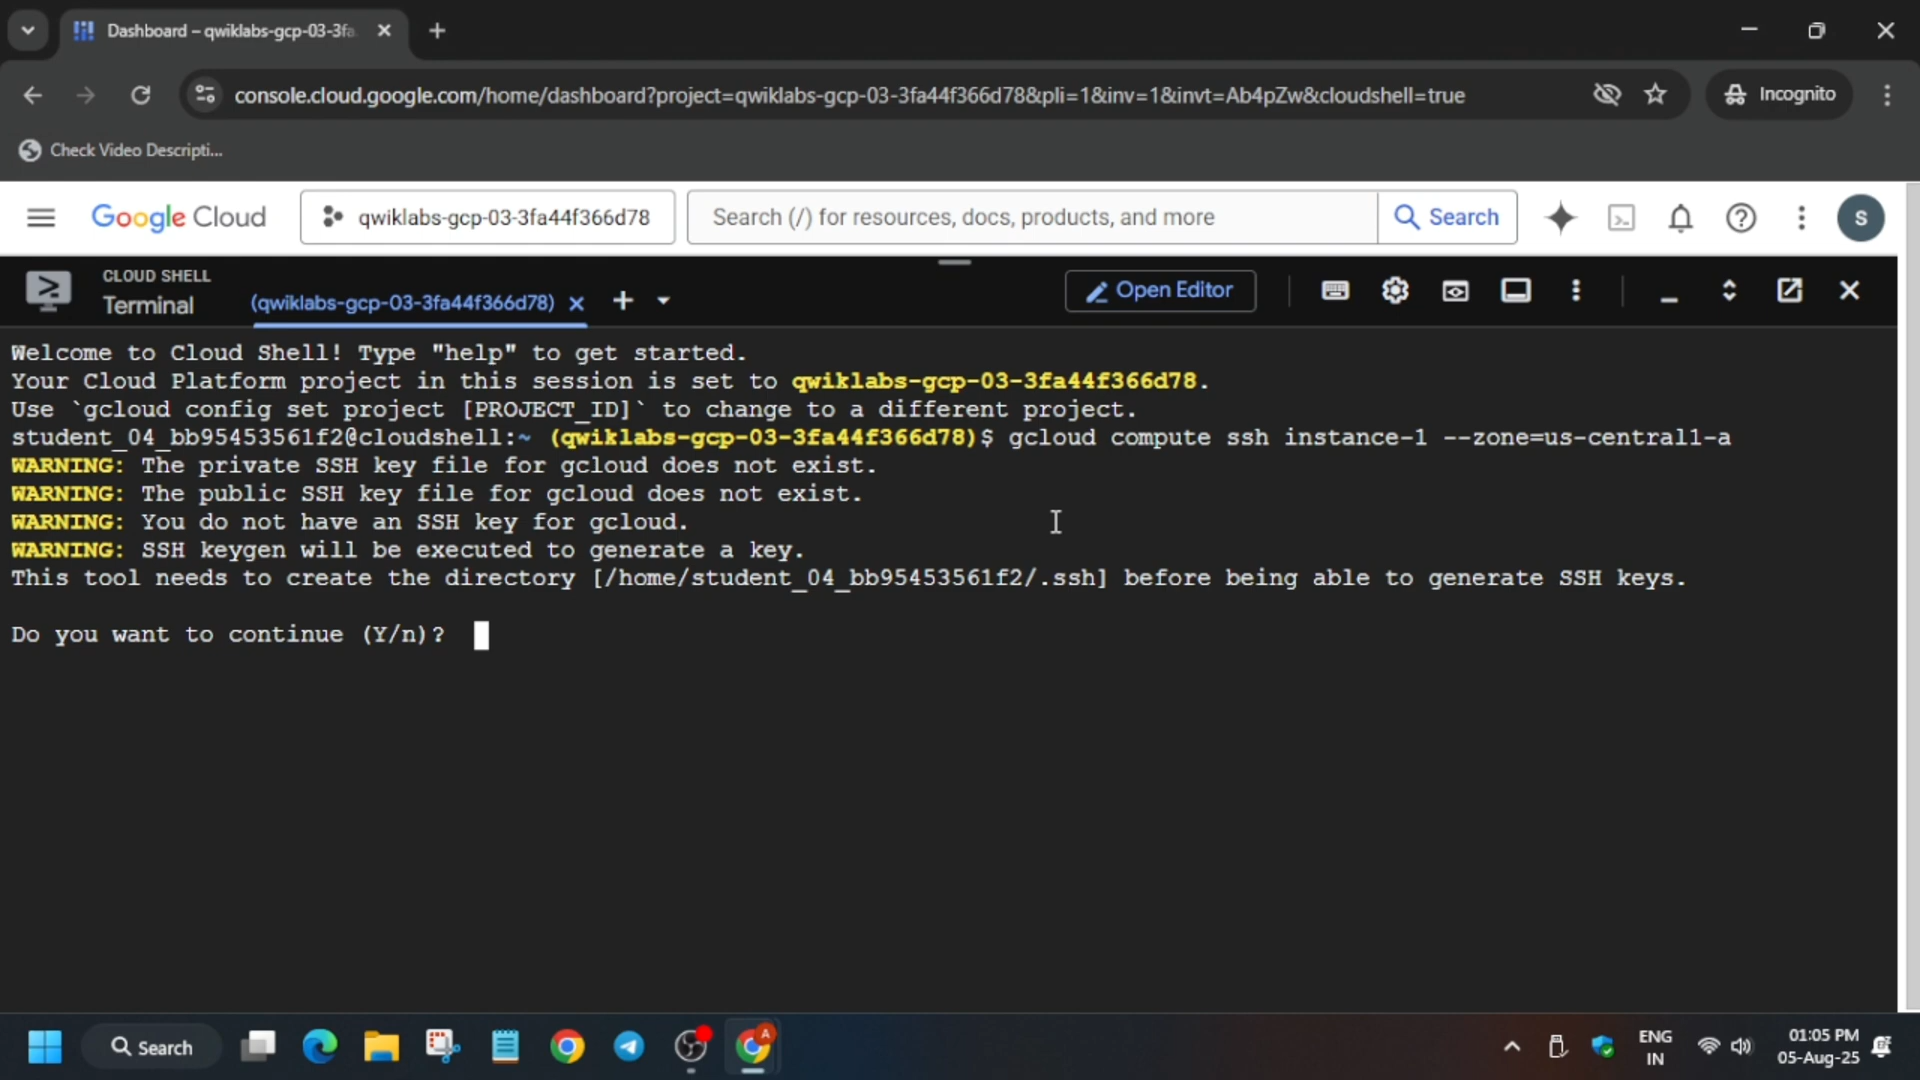 Dashboard – qwiklabs-gcp-03-3fa
console.cloud.google.com/home/dashboard?project=qwiklabs-gcp-03-3fa44f366d78&pli=1&inv=1&invt=Ab4pZw&cloudshell=true
Incognito
Check Video Descripti...
Google Cloud
qwiklabs-gcp-03-3fa44f366d78
Search (/) for resources, docs, products, and more
Search
S
CLOUD SHELL
Terminal
(qwiklabs-gcp-03-3fa44f366d78)
Open Editor
Welcome to Cloud Shell! Type "help" to get started.
Your Cloud Platform project in this session is set to qwiklabs-gcp-03-3fa44f366d78.
Use `gcloud config set project [PROJECT_ID]` to change to a different project.
student_04_bb95453561f2@cloudshell:~ (qwiklabs-gcp-03-3fa44f366d78)$ gcloud compute ssh instance-1 --zone=us-central1-a
WARNING: The private SSH key file for gcloud does not exist.
WARNING: The public SSH key file for gcloud does not exist.
WARNING: You do not have an SSH key for gcloud.
WARNING: SSH keygen will be executed to generate a key.
This tool needs to create the directory [/home/student_04_bb95453561f2/.ssh] before being able to generate SSH keys.
Do you want to continue (Y/n)?
Search
A
ENG
IN
01:05 PM
05-Aug-25